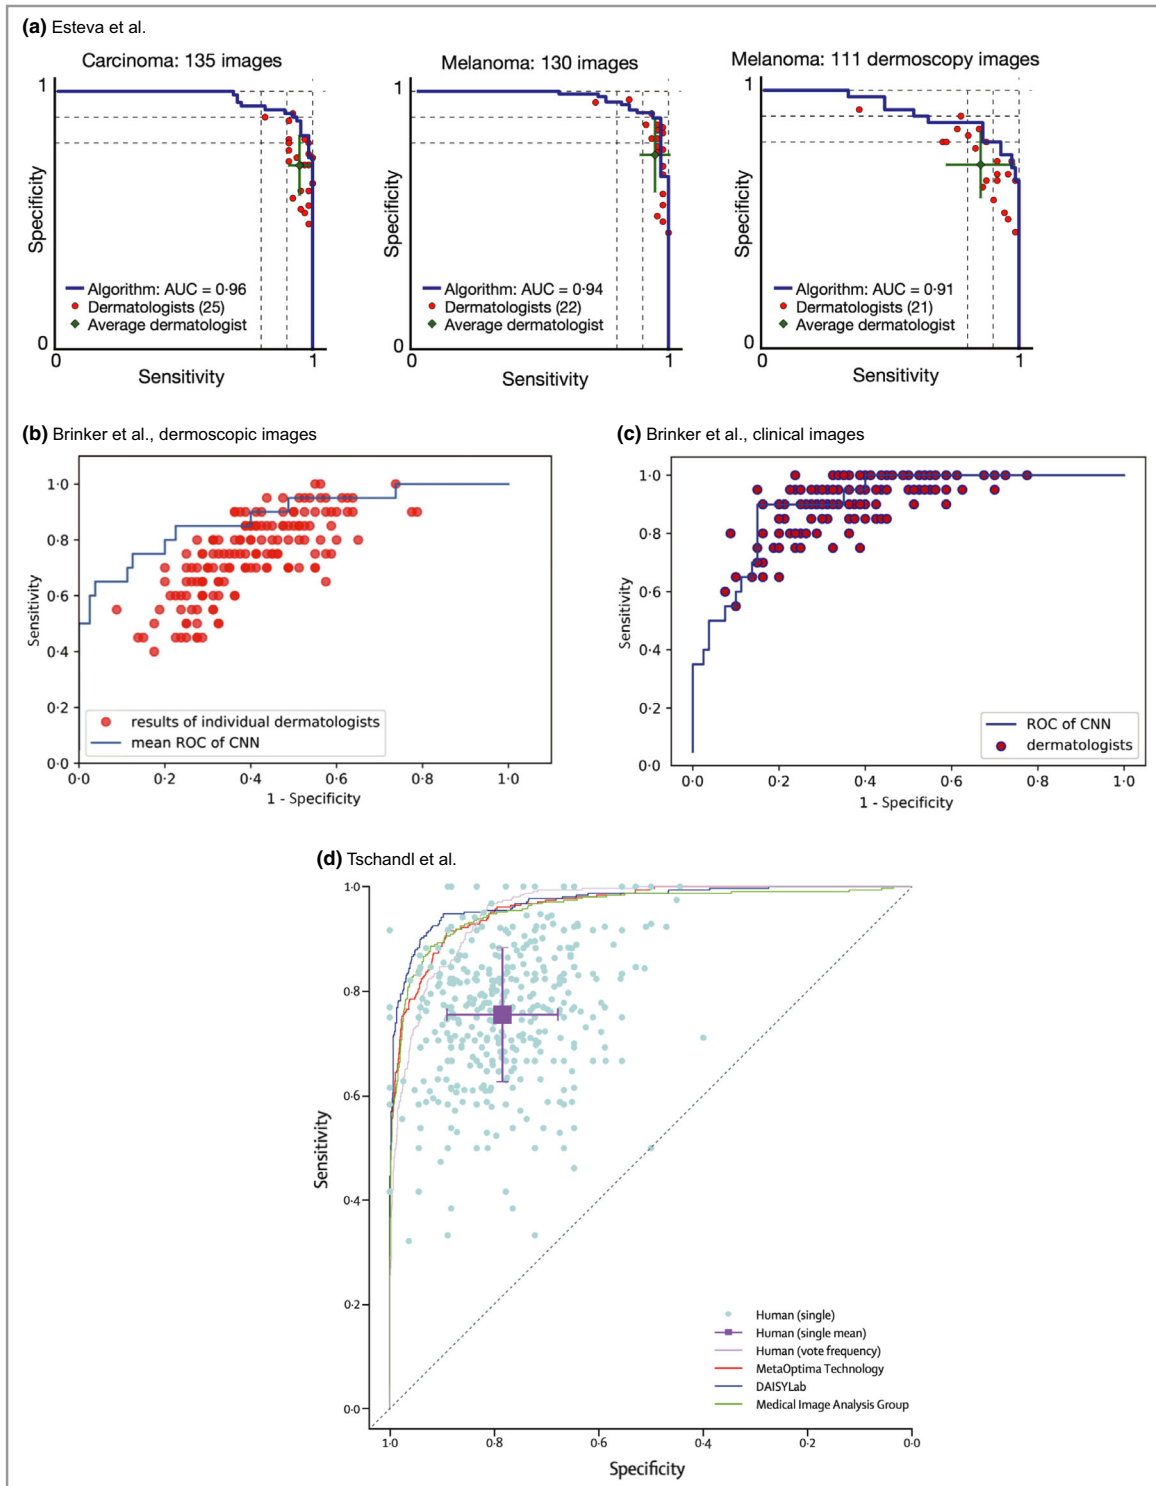 (a) Esteva et al.
Carcinoma: 135 images
1
Specificity
Algorithm: AUC = 0·96
Dermatologists (25)
Average dermatologist
0
0
1
Sensitivity
Melanoma: 130 images
1
Specificity
Algorithm: AUC = 0·94
Dermatologists (22)
Average dermatologist
0
0
1
Sensitivity
Melanoma: 111 dermoscopy images
1
Specificity
Algorithm: AUC = 0·91
Dermatologists (21)
Average dermatologist
0
0
1
Sensitivity
(b) Brinker et al., dermoscopic images
1·0
0·8
0·6
0·4
0·2
0·0
Sensitivity
results of individual dermatologists
mean ROC of CNN
0·0 0·2 0·4 0·6 0·8 1·0
1 - Specificity
(c) Brinker et al., clinical images
1·0
0·8
0·6
0·4
0·2
0·0
Sensitivity
ROC of CNN
dermatologists
0·0 0·2 0·4 0·6 0·8 1·0
1 - Specificity
(d) Tschandl et al.
1·0
0·8
0·6
0·4
0·2
0·0
Sensitivity
Human (single)
Human (single mean)
Human (vote frequency)
MetaOptima Technology
DAISYLab
Medical Image Analysis Group
1·0 0·8 0·6 0·4 0·2 0·0
Specificity